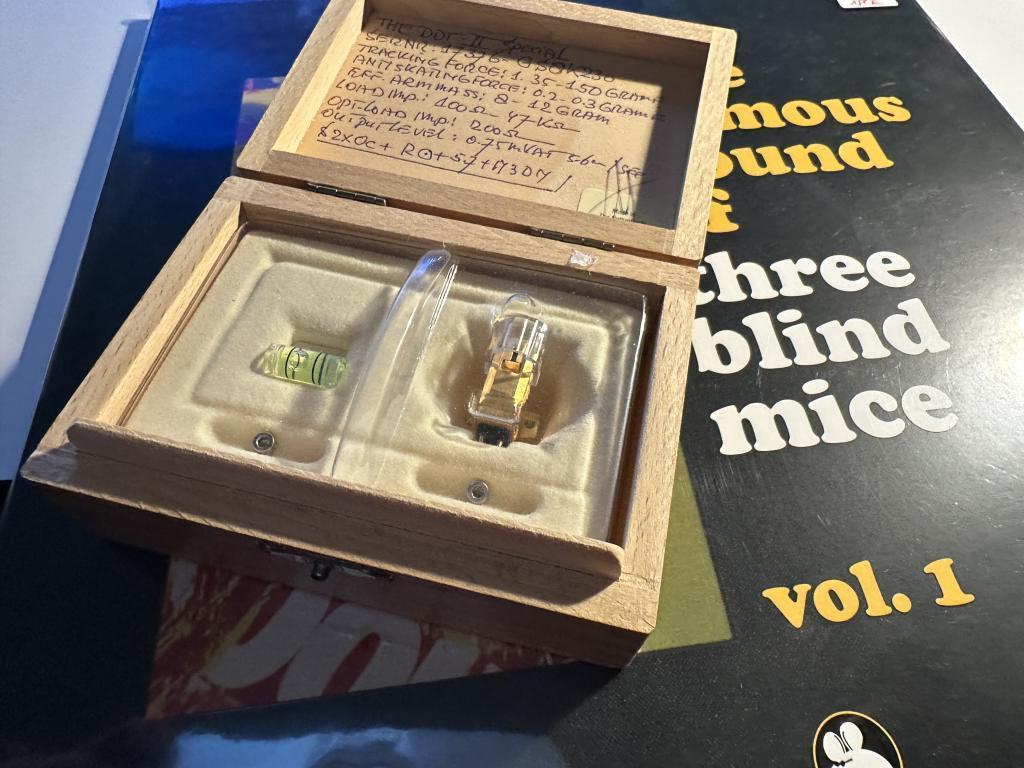 THE DDT-II Special
TRACKING FORCE: 1.35-1.50 GRAM
ANTI SKATING FORCE: 0.2-0.3 GRAM
EFF ARM MASS: 8-12 GRAM
LOAD IMP: 100Ω 47KΩ
OPT-LOAD IMP: 200Ω
OUTPUT LEVEL: 0.75mV AT
mous
ound
f
three
blind
mice
vol. 1